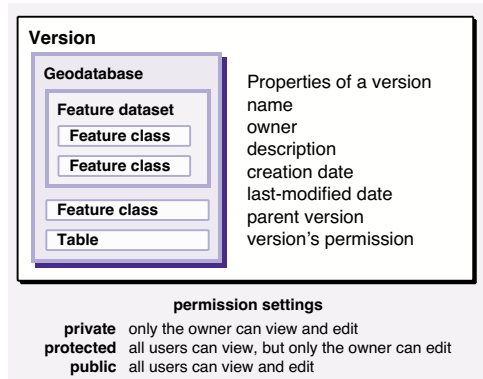 Version
Geodatabase
Feature dataset
Feature class
Feature class
Feature class
Table
Properties of a version
name
owner
description
creation date
last-modified date
parent version
version's permission
permission settings
private only the owner can view and edit
protected all users can view, but only the owner can edit
public all users can view and edit